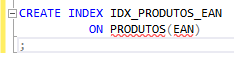 CREATE INDEX IDX_PRODUTOS_EAN
ON PRODUTOS(EAN)
;